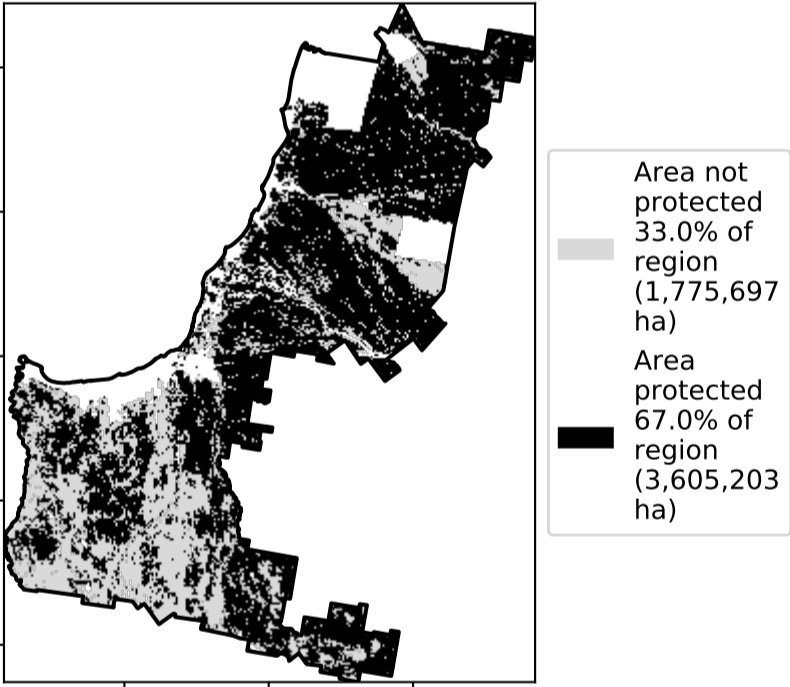 Area not
protected
33.0% of
region
(1,775,697
ha)
Area
protected
67.0% of
region
(3,605,203
ha)